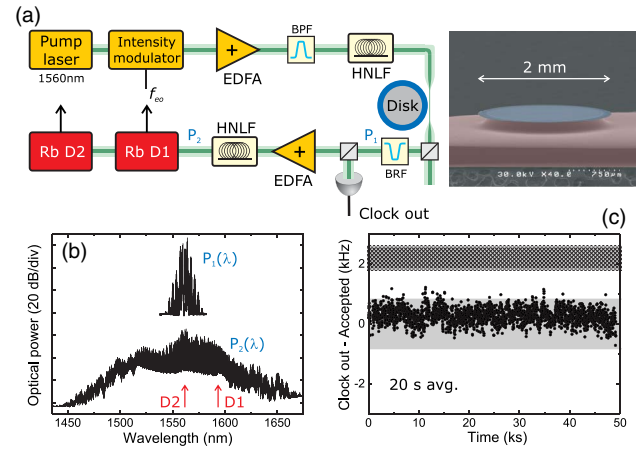 (a)
Pump
laser
1560nm
Intensity
modulator
f_eo
EDFA
BPF
HNLF
Disk
2 mm
30.0kV X40.0 750µm
Rb D2
Rb D1
P₂
HNLF
EDFA
P₁
BRF
Clock out
(b)
P₁(λ)
P₂(λ)
D2
D1
Optical power (20 dB/div)
1450 1500 1550 1600 1650
Wavelength (nm)
(c)
Clock out - Accepted (kHz)
2
0
-2
20 s avg.
0 10 20 30 40 50
Time (ks)